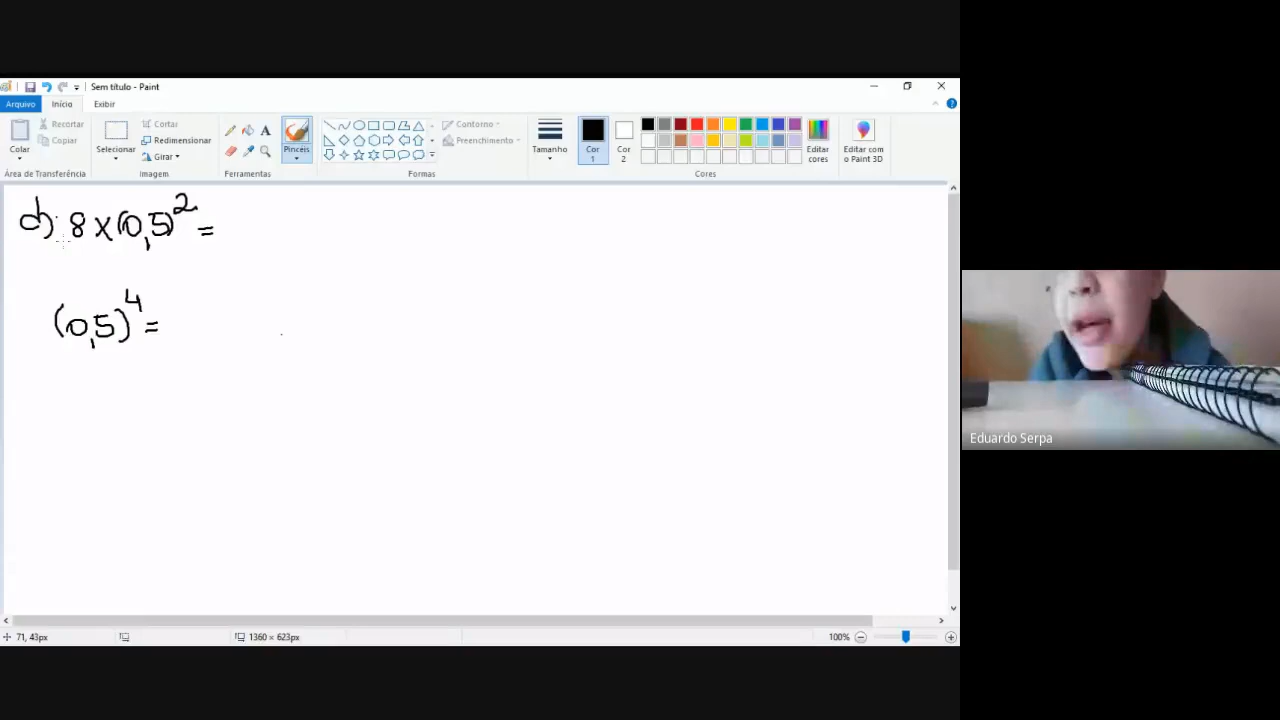 Sem título - Paint
Arquivo Início Exibir
Colar
Recortar
Copiar
Área de Transferência
Selecionar
Cortar
Redimensionar
Girar
Imagem
A
Ferramentas
Pincéis
Contorno
Preenchimento
Formas
Tamanho
Cor 1
Cor 2
Editar cores
Editar com o Paint 3D
Cores
d) 8 x (0,5)² =
(0,5)⁴ =
Eduardo Serpa
71, 43px
1360 × 623px
100%